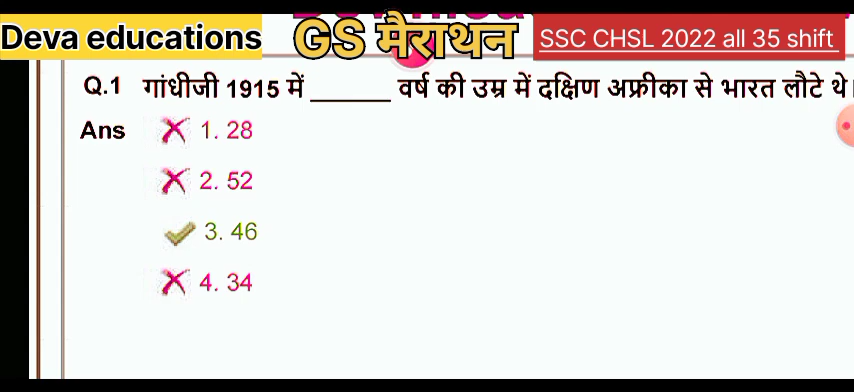 Deva educations GS मैराथन SSC CHSL 2022 all 35 shift
Q.1 गांधीजी 1915 में ______ वर्ष की उम्र में दक्षिण अफ्रीका से भारत लौटे थे।
Ans 1. 28
2. 52
3. 46
4. 34